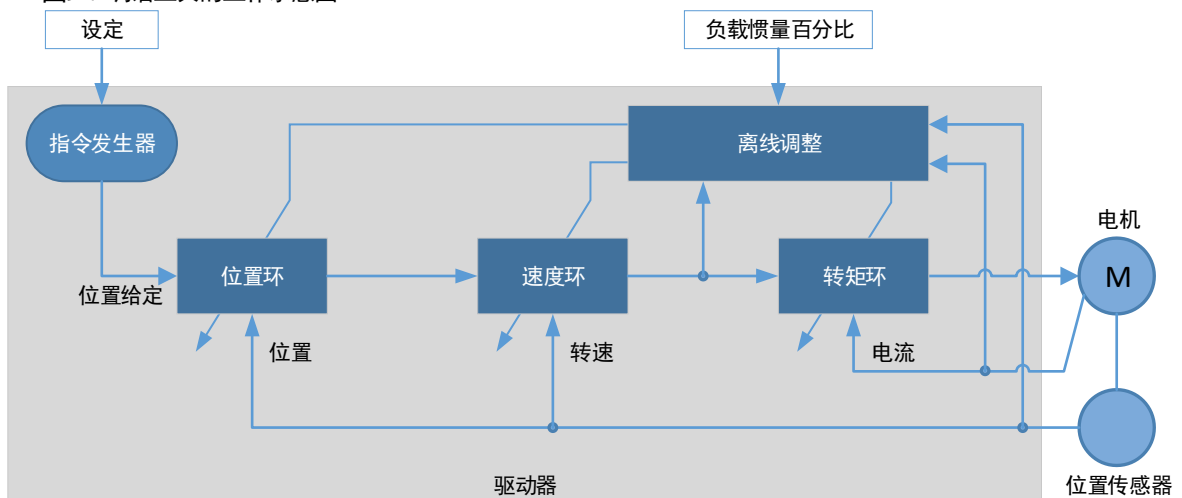 设定
负载惯量百分比
指令发生器
离线调整
电机
位置环
速度环
转矩环
M
位置给定
位置
转速
电流
驱动器
位置传感器